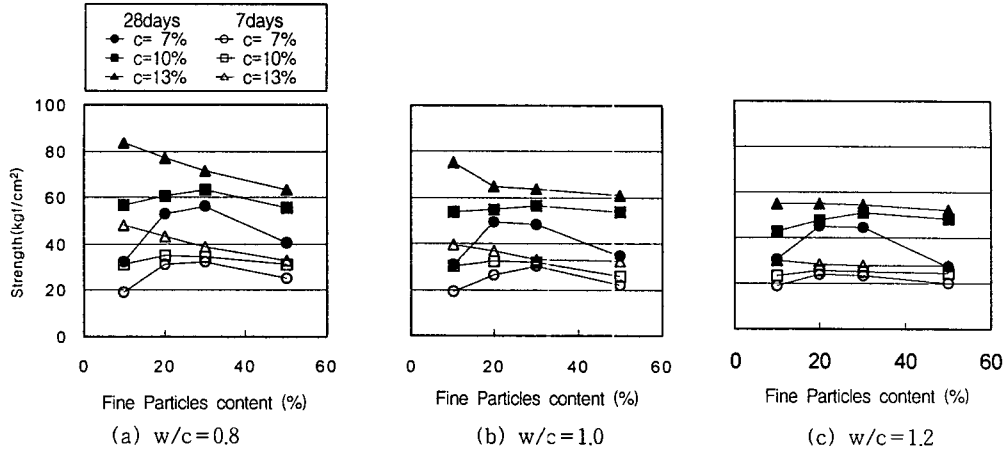 28days 7days
c= 7% c= 7%
c=10% c=10%
c=13% c=13%
100
80
60
40
20
0
Strength(kgf/cm²)
0 20 40 60
0 20 40 60
0 20 40 60
Fine Particles content (%)
Fine Particles content (%)
Fine Particles content (%)
(a) w/c=0.8
(b) w/c=1.0
(c) w/c=1.2